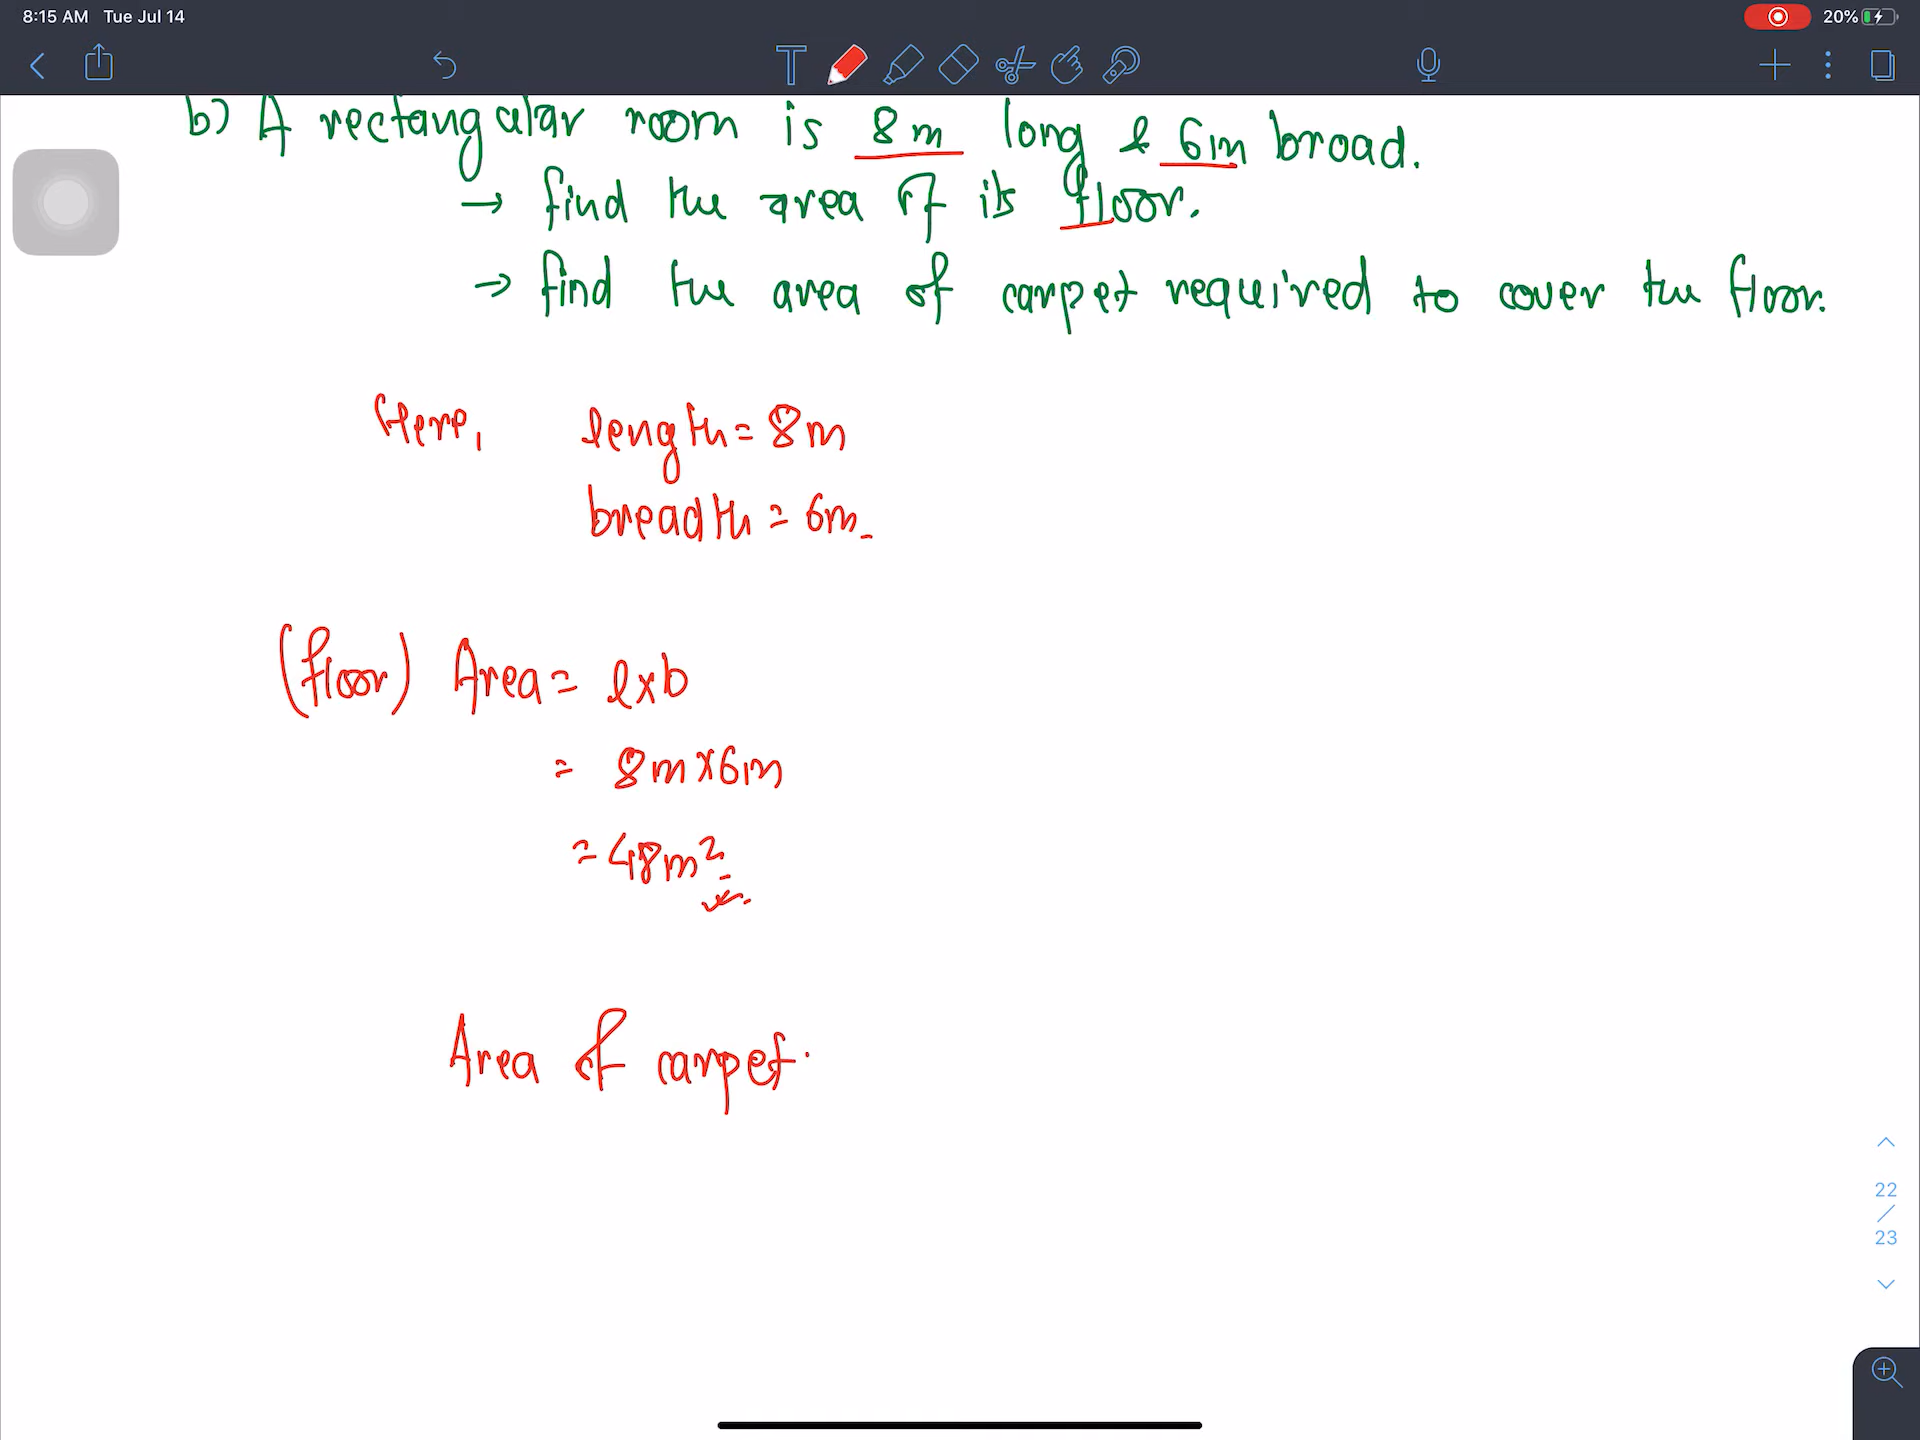 8:15 AM Tue Jul 14
20%
b) A rectangular room is 8m long & 6m broad.
→ find the area of its floor.
→ find the area of carpet required to cover the floor.
Here, length = 8m
breadth = 6m
(floor) Area = l×b
= 8m×6m
= 48m²
Area of carpet
22
/
23